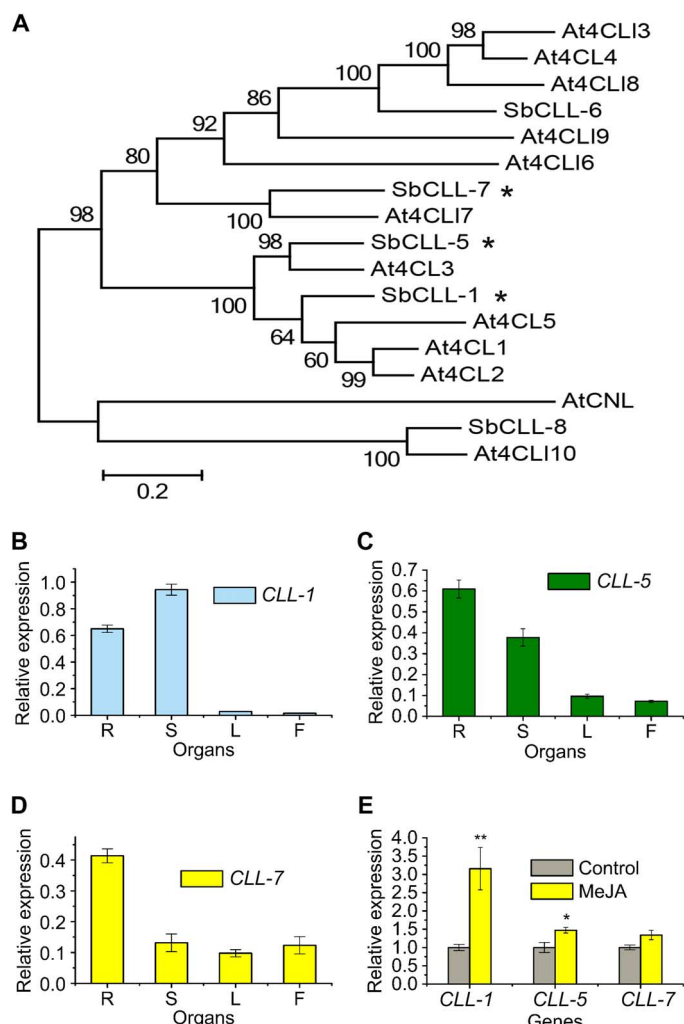 A
98
At4CLl3
100
At4CL4
100
At4CLl8
86
SbCLL-6
92
At4CLl9
80
At4CLl6
98
SbCLL-7 *
100
At4CLl7
98
SbCLL-5 *
At4CL3
100
SbCLL-1 *
64
At4CL5
60
At4CL1
99
At4CL2
AtCNL
SbCLL-8
100
At4CLl10
0.2
B
Relative expression
1.0
0.8
0.6
0.4
0.2
0.0
CLL-1
R S L F
Organs
C
Relative expression
0.7
0.6
0.5
0.4
0.3
0.2
0.1
0.0
CLL-5
R S L F
Organs
D
Relative expression
0.4
0.3
0.2
0.1
0.0
CLL-7
R S L F
Organs
E
Relative expression
4.0
3.5
3.0
2.5
2.0
1.5
1.0
0.5
0.0
**
*
Control
MeJA
CLL-1 CLL-5 CLL-7
Genes